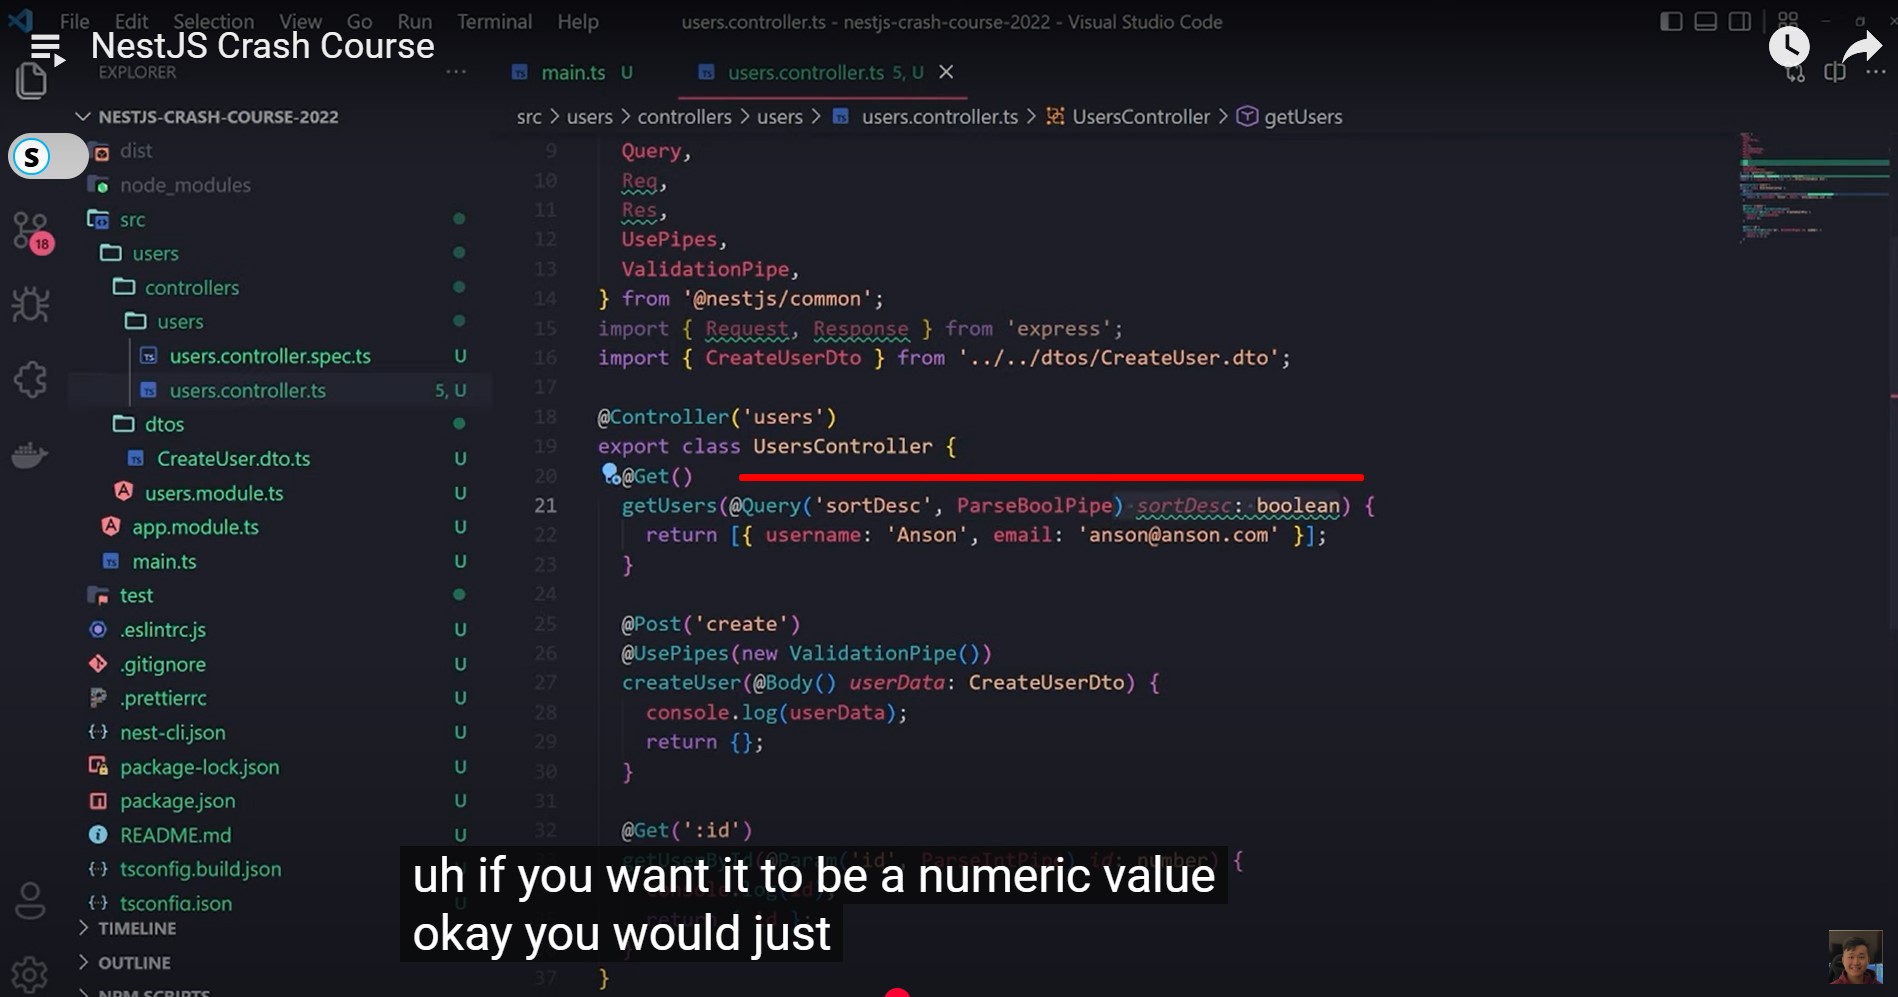 File Edit Selection View Go Run Terminal Help users.controller.ts - nestjs-crash-course-2022 - Visual Studio Code
NestJS Crash Course
EXPLORER ...
main.ts U users.controller.ts 5, U
NESTJS-CRASH-COURSE-2022
src > users > controllers > users > users.controller.ts > UsersController > getUsers
S
dist
node_modules
src
18
users
controllers
users
users.controller.spec.ts U
users.controller.ts 5, U
dtos
CreateUser.dto.ts U
users.module.ts U
app.module.ts U
main.ts U
test
.eslintrc.js U
.gitignore U
.prettierrc U
nest-cli.json U
package-lock.json U
package.json U
README.md U
tsconfig.build.json U
tsconfig.json U
TIMELINE
OUTLINE
NPM SCRIPTS
9 Query,
10 Req,
11 Res,
12 UsePipes,
13 ValidationPipe,
14 } from '@nestjs/common';
15 import { Request, Response } from 'express';
16 import { CreateUserDto } from '../../dtos/CreateUser.dto';
17
18 @Controller('users')
19 export class UsersController {
20 @Get()
21 getUsers(@Query('sortDesc', ParseBoolPipe) sortDesc: boolean) {
22 return [{ username: 'Anson', email: 'anson@anson.com' }];
23 }
24
25 @Post('create')
26 @UsePipes(new ValidationPipe())
27 createUser(@Body() userData: CreateUserDto) {
28 console.log(userData);
29 return {};
30 }
31
32 @Get(':id')
getUserById(@Param('id', ParseIntPipe) id: number) {
uh if you want it to be a numeric value
okay you would just
37 }